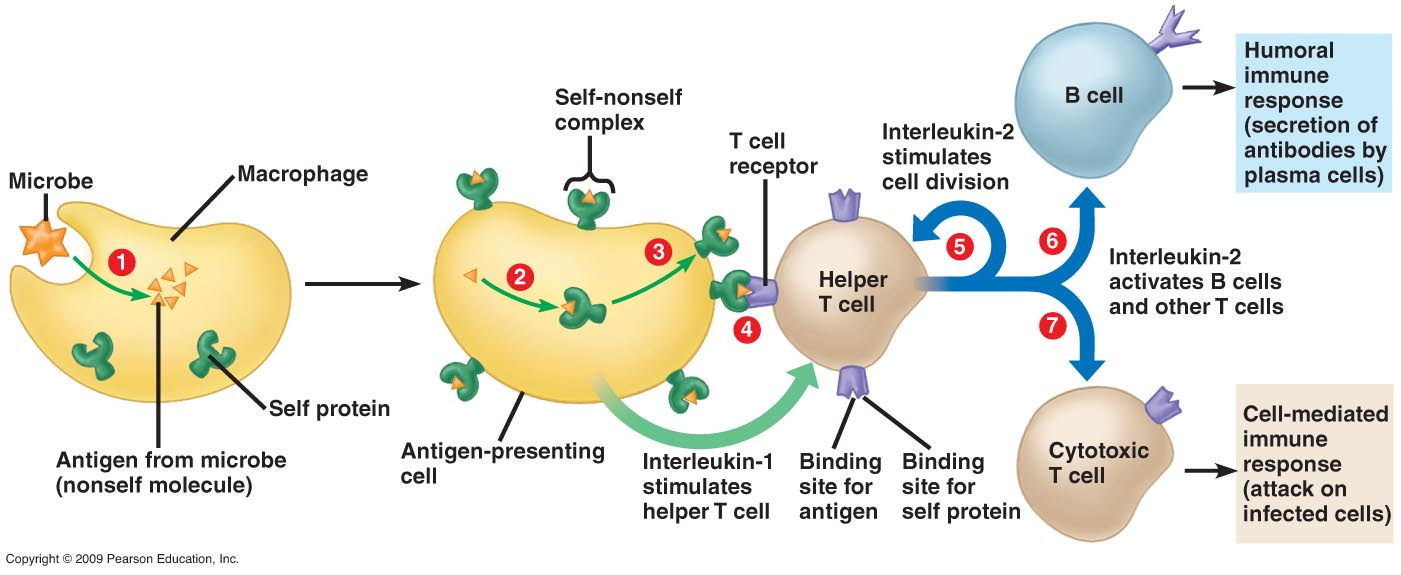 Microbe
Macrophage
1
Self protein
Antigen from microbe
(nonself molecule)
Self-nonself
complex
2
3
4
Antigen-presenting
cell
T cell
receptor
Helper
T cell
Interleukin-1
stimulates
helper T cell
Binding
site for
antigen
Binding
site for
self protein
Interleukin-2
stimulates
cell division
5
6
7
Interleukin-2
activates B cells
and other T cells
B cell
Humoral
immune
response
(secretion of
antibodies by
plasma cells)
Cytotoxic
T cell
Cell-mediated
immune
response
(attack on
infected cells)
Copyright © 2009 Pearson Education, Inc.